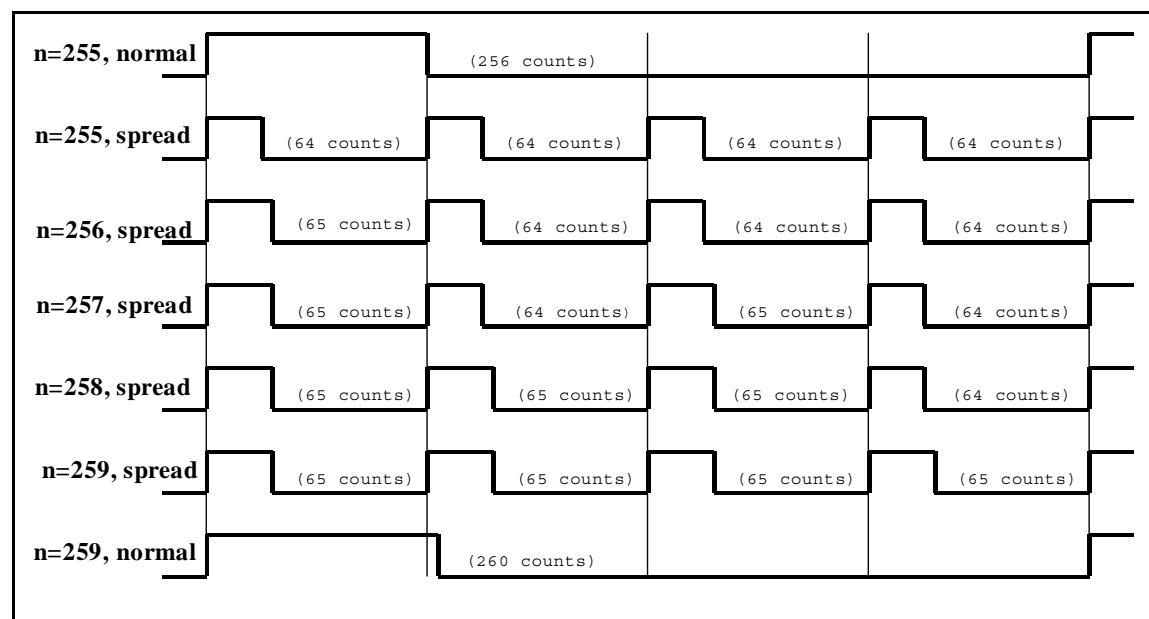 n=255, normal
(256 counts)
n=255, spread
(64 counts) (64 counts) (64 counts) (64 counts)
n=256, spread
(65 counts) (64 counts) (64 counts) (64 counts)
n=257, spread
(65 counts) (64 counts) (65 counts) (64 counts)
n=258, spread
(65 counts) (65 counts) (65 counts) (64 counts)
n=259, spread
(65 counts) (65 counts) (65 counts) (65 counts)
n=259, normal
(260 counts)